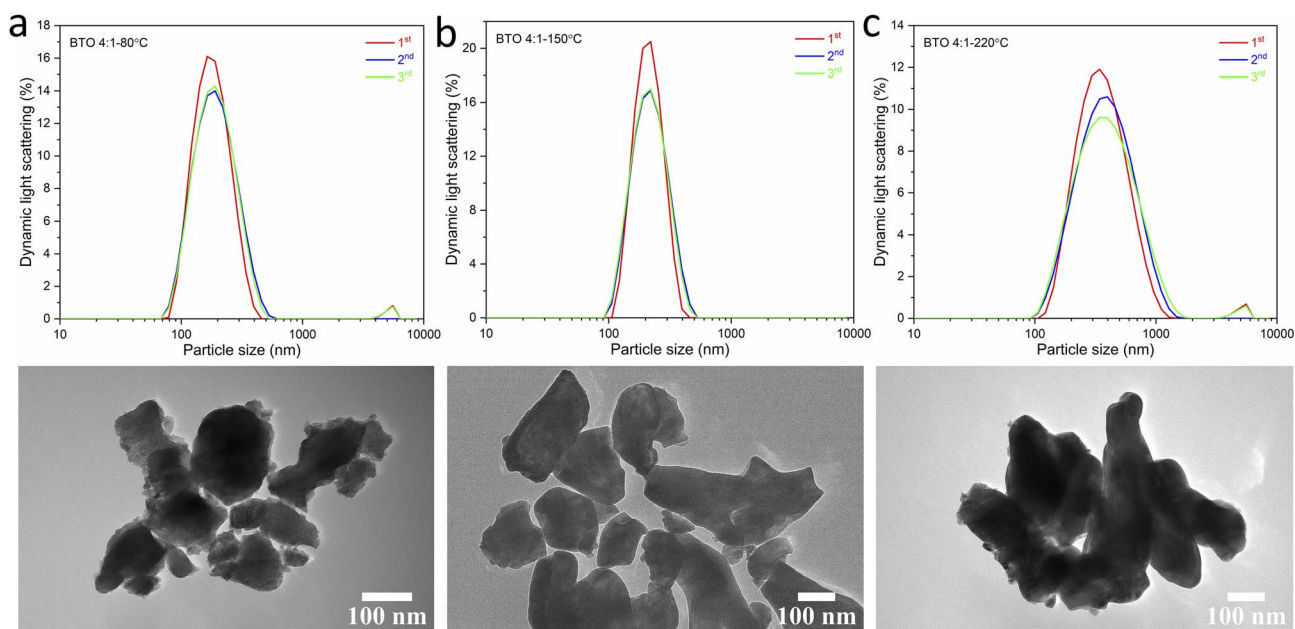 a
BTO 4:1-80°C
1st
2nd
3rd
18
16
14
12
10
8
6
4
2
0
10
100
1000
10000
Dynamic light scattering (%)
Particle size (nm)
b
BTO 4:1-150°C
1st
2nd
3rd
20
16
12
8
4
0
10
100
1000
10000
Dynamic light scattering (%)
Particle size (nm)
c
BTO 4:1-220°C
1st
2nd
3rd
14
12
10
8
6
4
2
0
10
100
1000
10000
Dynamic light scattering (%)
Particle size (nm)
100 nm
100 nm
100 nm